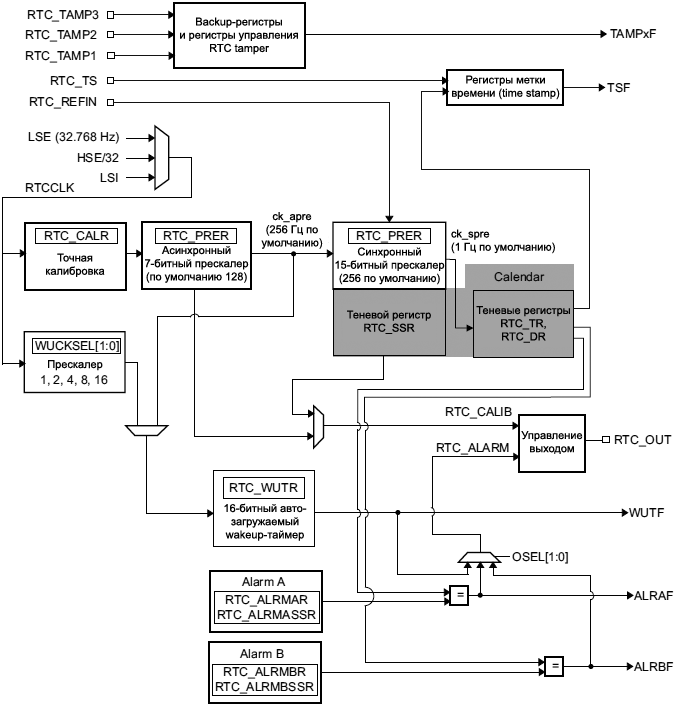 RTC_TAMP3
RTC_TAMP2
RTC_TAMP1
Backup-регистры
и регистры управления
RTC tamper
TAMPxF
RTC_TS
RTC_REFIN
Регистры метки
времени (time stamp)
TSF
LSE (32.768 Hz)
HSE/32
LSI
RTCCLK
RTC_CALR
Точная
калибровка
RTC_PRER
Асинхронный
7-битный прескалер
(по умолчанию 128)
ck_apre
(256 Гц по
умолчанию)
RTC_PRER
Синхронный
15-битный прескалер
(256 по умолчанию)
ck_spre
(1 Гц по умолчанию)
Calendar
Теневой регистр
RTC_SSR
Теневые регистры
RTC_TR,
RTC_DR
WUCKSEL[1:0]
Прескалер
1, 2, 4, 8, 16
RTC_CALIB
RTC_ALARM
Управление
выходом
RTC_OUT
RTC_WUTR
16-битный авто-
загружаемый
wakeup-таймер
WUTF
OSEL[1:0]
Alarm A
RTC_ALRMAR
RTC_ALRMASSR
=
ALRAF
Alarm B
RTC_ALRMBR
RTC_ALRMBSSR
=
ALRBF